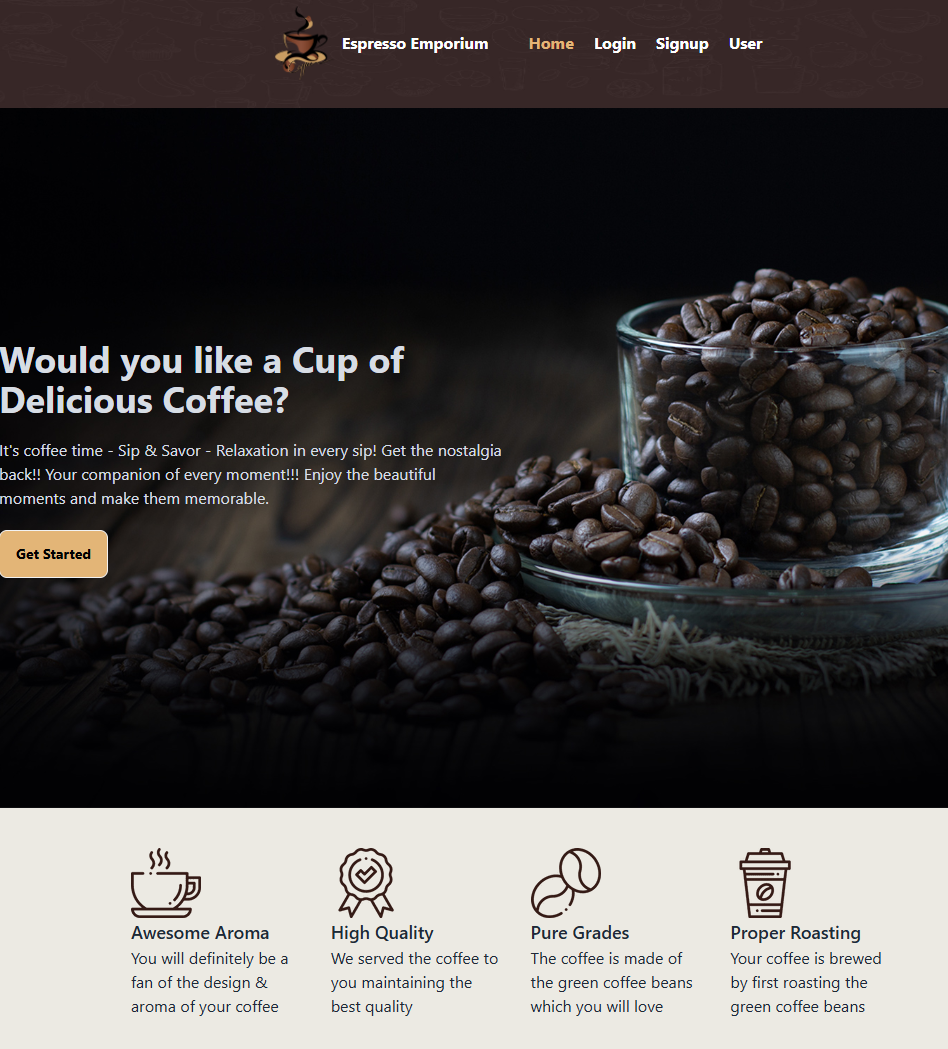 Espresso Emporium Home Login Signup User
Would you like a Cup of
Delicious Coffee?
It's coffee time - Sip & Savor - Relaxation in every sip! Get the nostalgia
back!! Your companion of every moment!!! Enjoy the beautiful
moments and make them memorable.
Get Started
Awesome Aroma
You will definitely be a
fan of the design &
aroma of your coffee
High Quality
We served the coffee to
you maintaining the
best quality
Pure Grades
The coffee is made of
the green coffee beans
which you will love
Proper Roasting
Your coffee is brewed
by first roasting the
green coffee beans